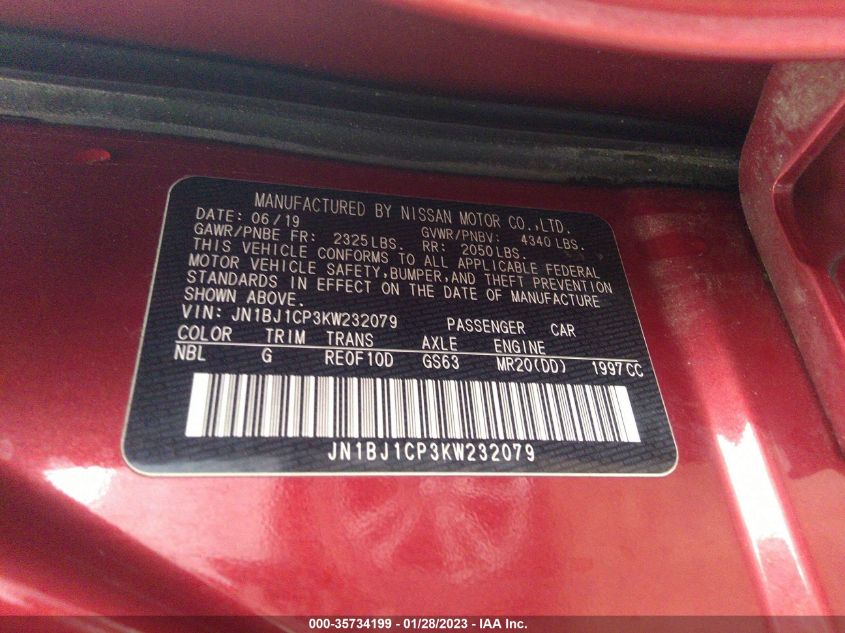 MANUFACTURED BY NISSAN MOTOR CO.,LTD.
DATE: 06/19 GVWR/PNBV: 4340 LBS.
GAWR/PNBE FR: 2325LBS. RR: 2050LBS.
THIS VEHICLE CONFORMS TO ALL APPLICABLE FEDERAL
MOTOR VEHICLE SAFETY,BUMPER,AND THEFT PREVENTION
STANDARDS IN EFFECT ON THE DATE OF MANUFACTURE
SHOWN ABOVE.
VIN: JN1BJ1CP3KW232079 PASSENGER CAR
COLOR TRIM TRANS AXLE ENGINE
NBL G RE0F10D GS63 MR20(DD) 1997CC
JN1BJ1CP3KW232079
000-35734199 — 01/28/2023 — IAA Inc.